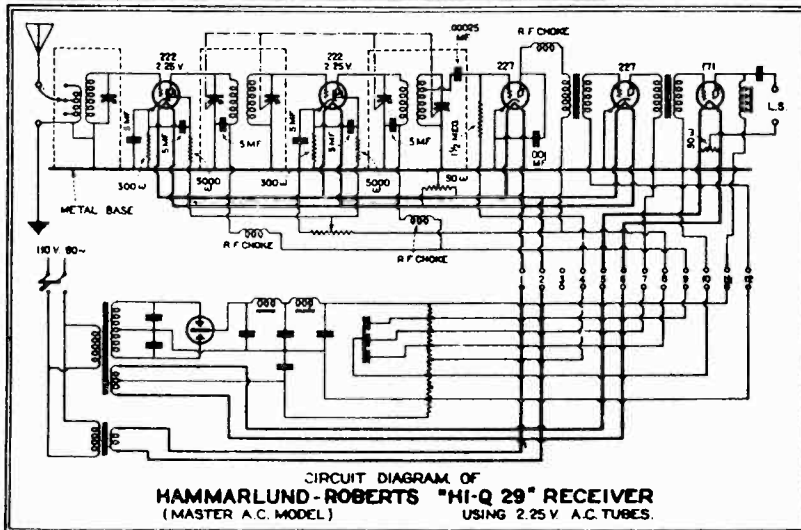 .00025
MF
R.F CHOKE
222
2.25 V
222
2.25 V.
227
227
171
L.S.
.5 MF
.5 MF
.5 MF
.5 MF
.5 MF
1½ MEG.
.001
MF
50 ω
300 ω
5000
ω
300 ω
5000
ω
50 ω
METAL BASE
R.F CHOKE
R.F CHOKE
110 V. 60~
1 2 3 4 5 6 7 8 9 10 11 12
CIRCUIT DIAGRAM OF
HAMMARLUND-ROBERTS "HI-Q 29" RECEIVER
(MASTER A.C. MODEL) USING 2.25 V. A.C. TUBES.